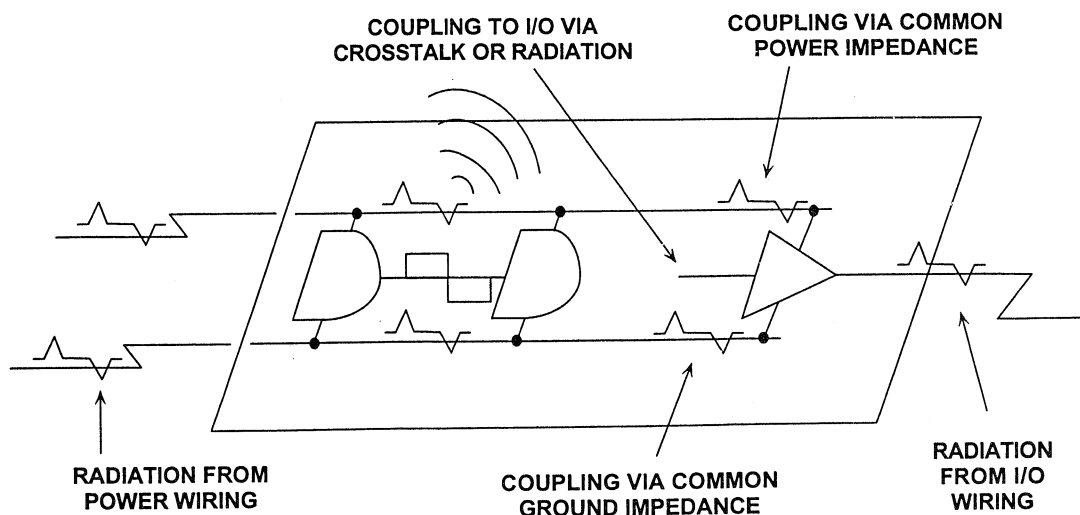 COUPLING TO I/O VIA
CROSSTALK OR RADIATION
COUPLING VIA COMMON
POWER IMPEDANCE
RADIATION FROM
POWER WIRING
COUPLING VIA COMMON
GROUND IMPEDANCE
RADIATION
FROM I/O
WIRING